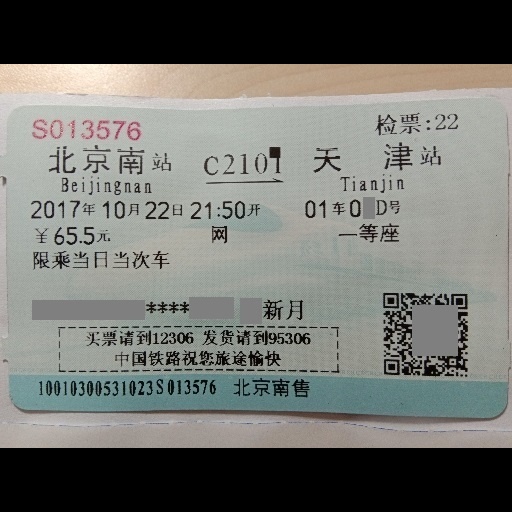 S013576 检票:22
北京南站 C2101 天津站
Beijingnan Tianjin
2017年10月22日21:50开 01车0 D号
￥65.5元 网 一等座
限乘当日当次车
**** 新月
买票请到12306 发货请到95306
中国铁路祝您旅途愉快
10010300531023S013576 北京南售